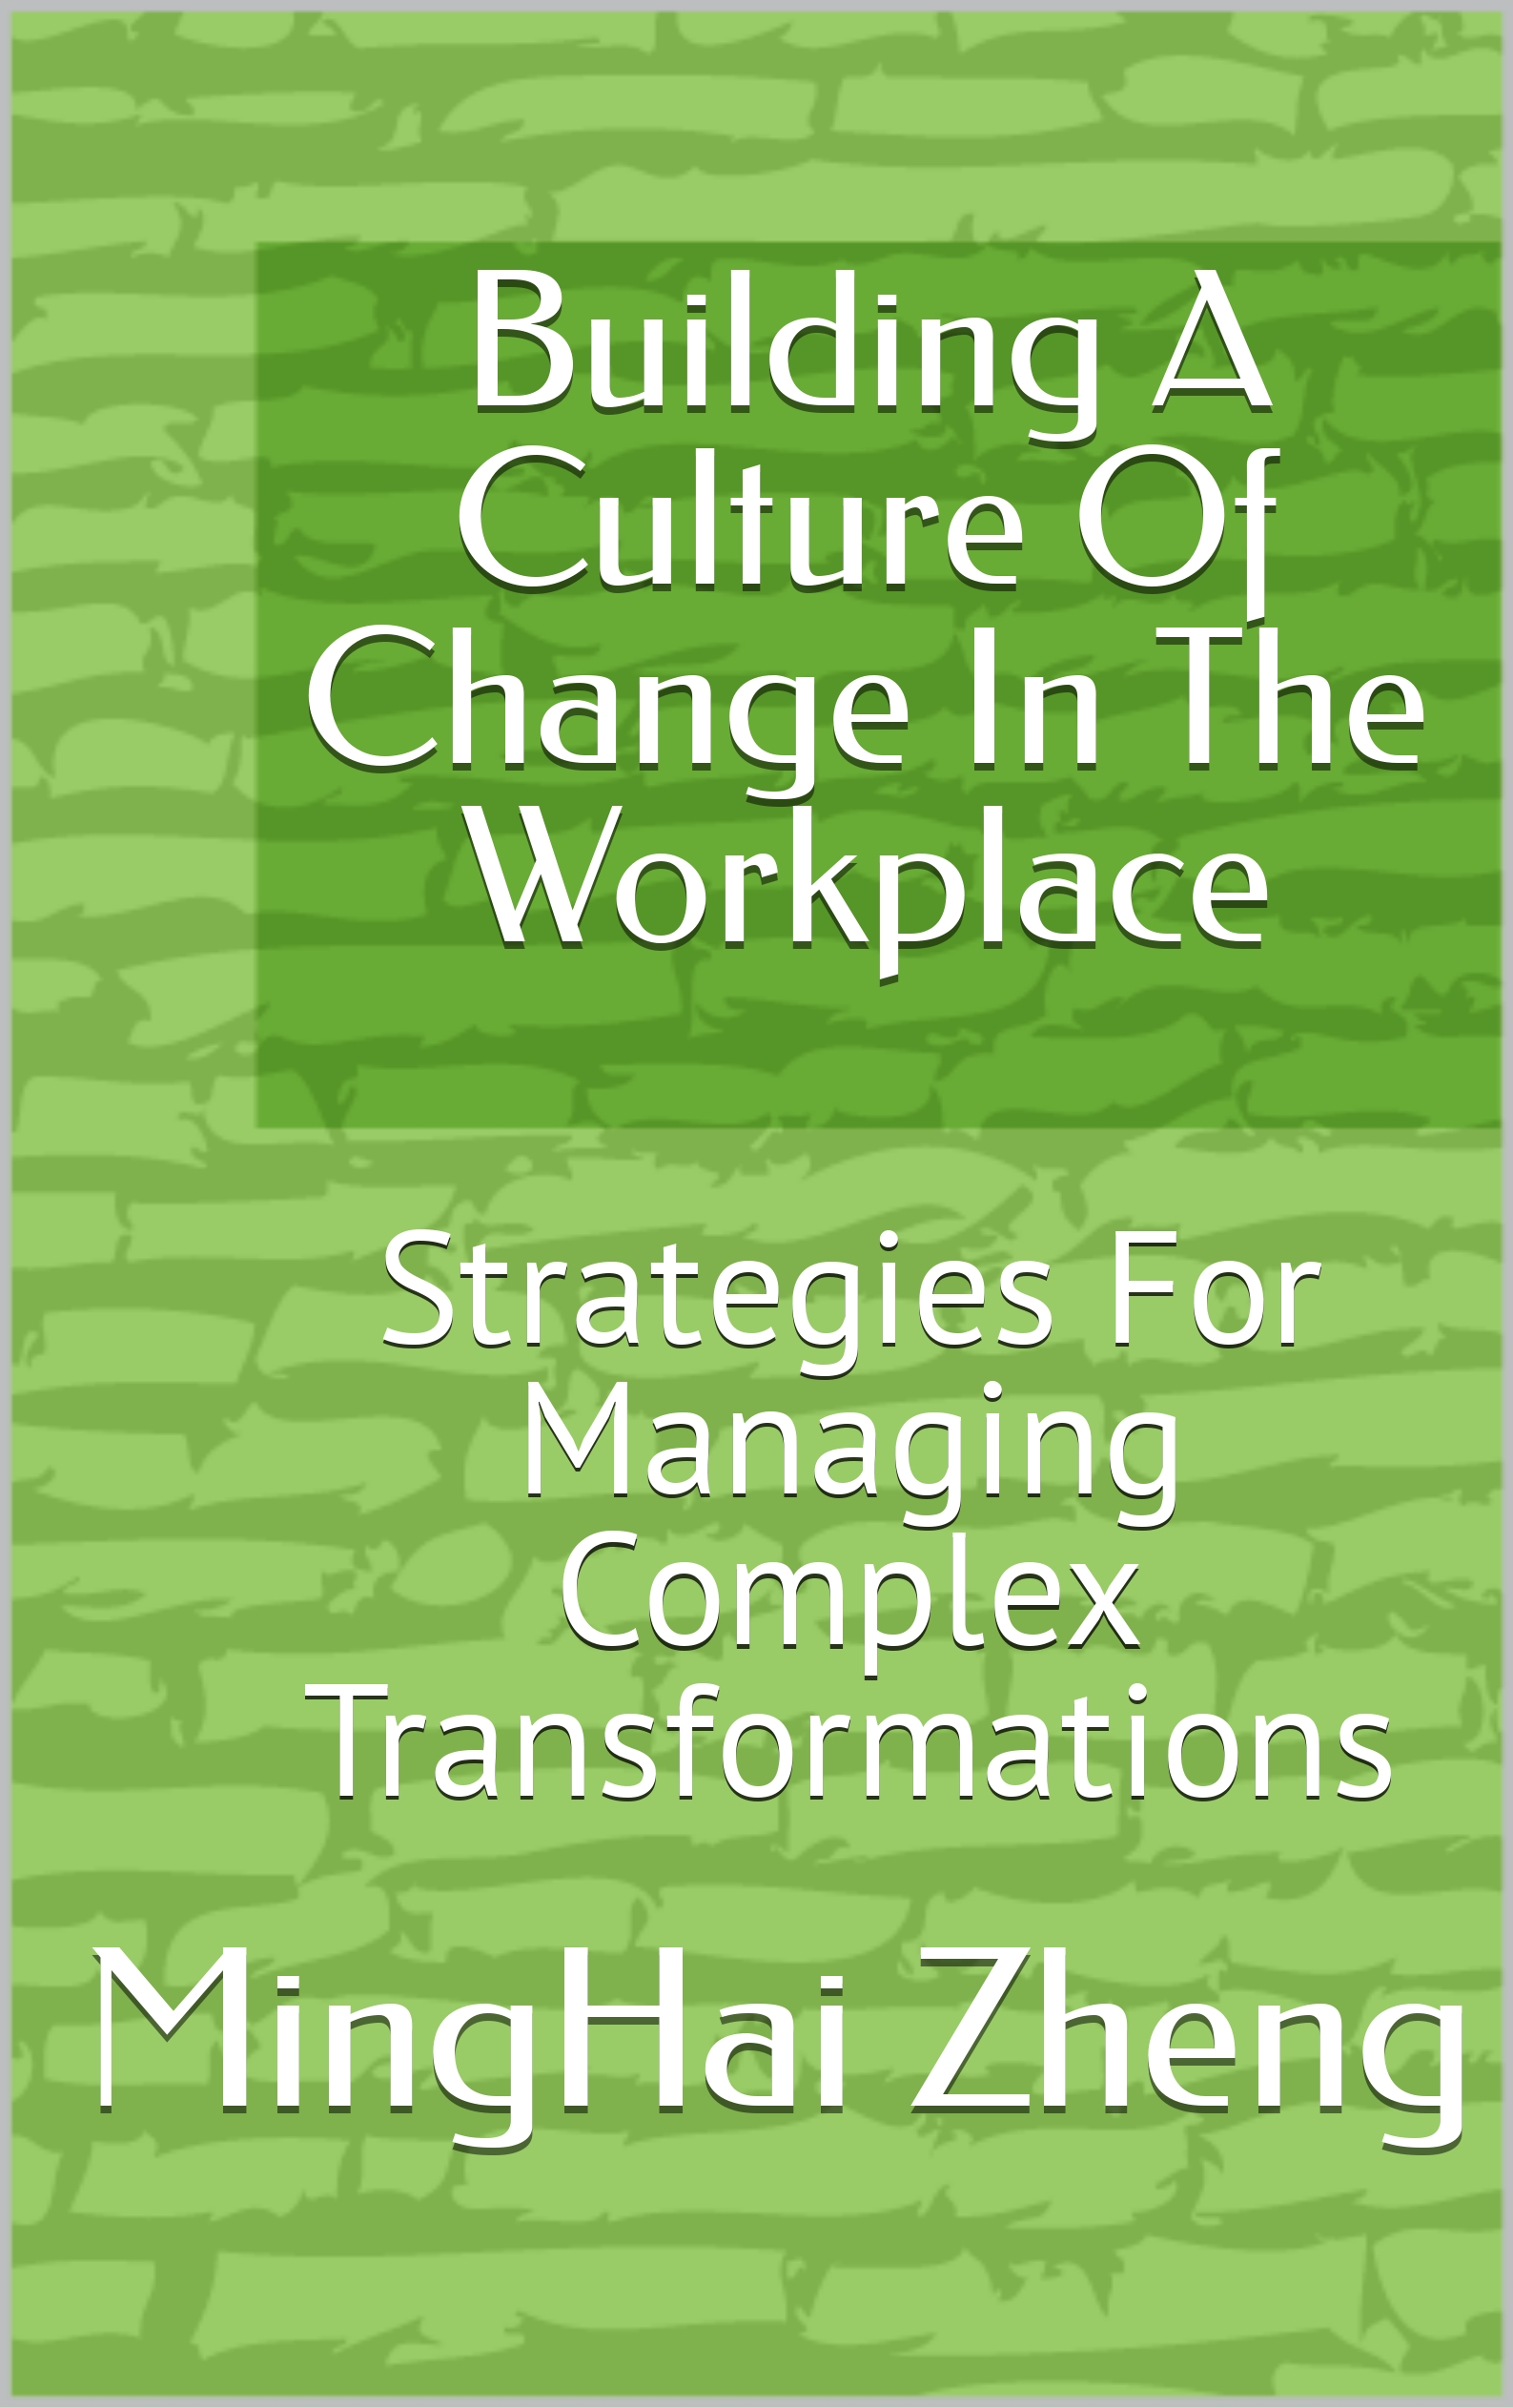 Building A
Culture Of
Change In The
Workplace
Strategies For
Managing
Complex
Transformations
MingHai Zheng